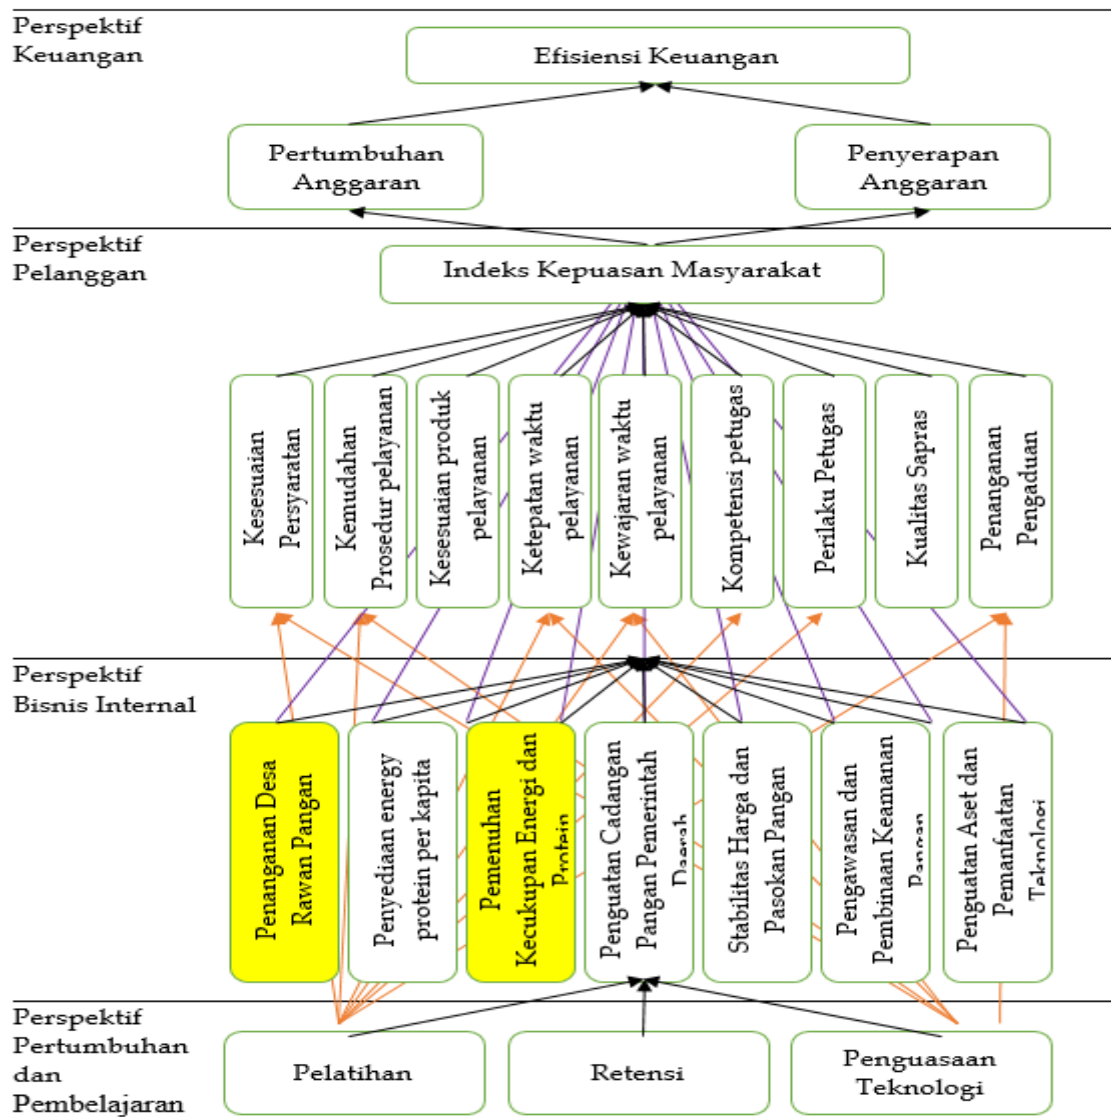 Perspektif
Keuangan
Efisiensi Keuangan
Pertumbuhan
Anggaran
Penyerapan
Anggaran
Perspektif
Pelanggan
Indeks Kepuasan Masyarakat
Kesesuaian
Persyaratan
Kemudahan
Prosedur pelayanan
Kesesuaian produk
pelayanan
Ketepatan waktu
pelayanan
Kewajaran waktu
pelayanan
Kompetensi petugas
Perilaku Petugas
Kualitas Sapras
Penanganan
Pengaduan
Perspektif
Bisnis Internal
Penanganan Desa
Rawan Pangan
Penyediaan energy
protein per kapita
Pemenuhan
Kecukupan Energi dan
Protein
Penguatan Cadangan
Pangan Pemerintah
Daerah
Stabilitas Harga dan
Pasokan Pangan
Pengawasan dan
Pembinaan Keamanan
Pangan
Penguatan Aset dan
Pemanfaatan
Teknologi
Perspektif
Pertumbuhan
dan
Pembelajaran
Pelatihan
Retensi
Penguasaan
Teknologi